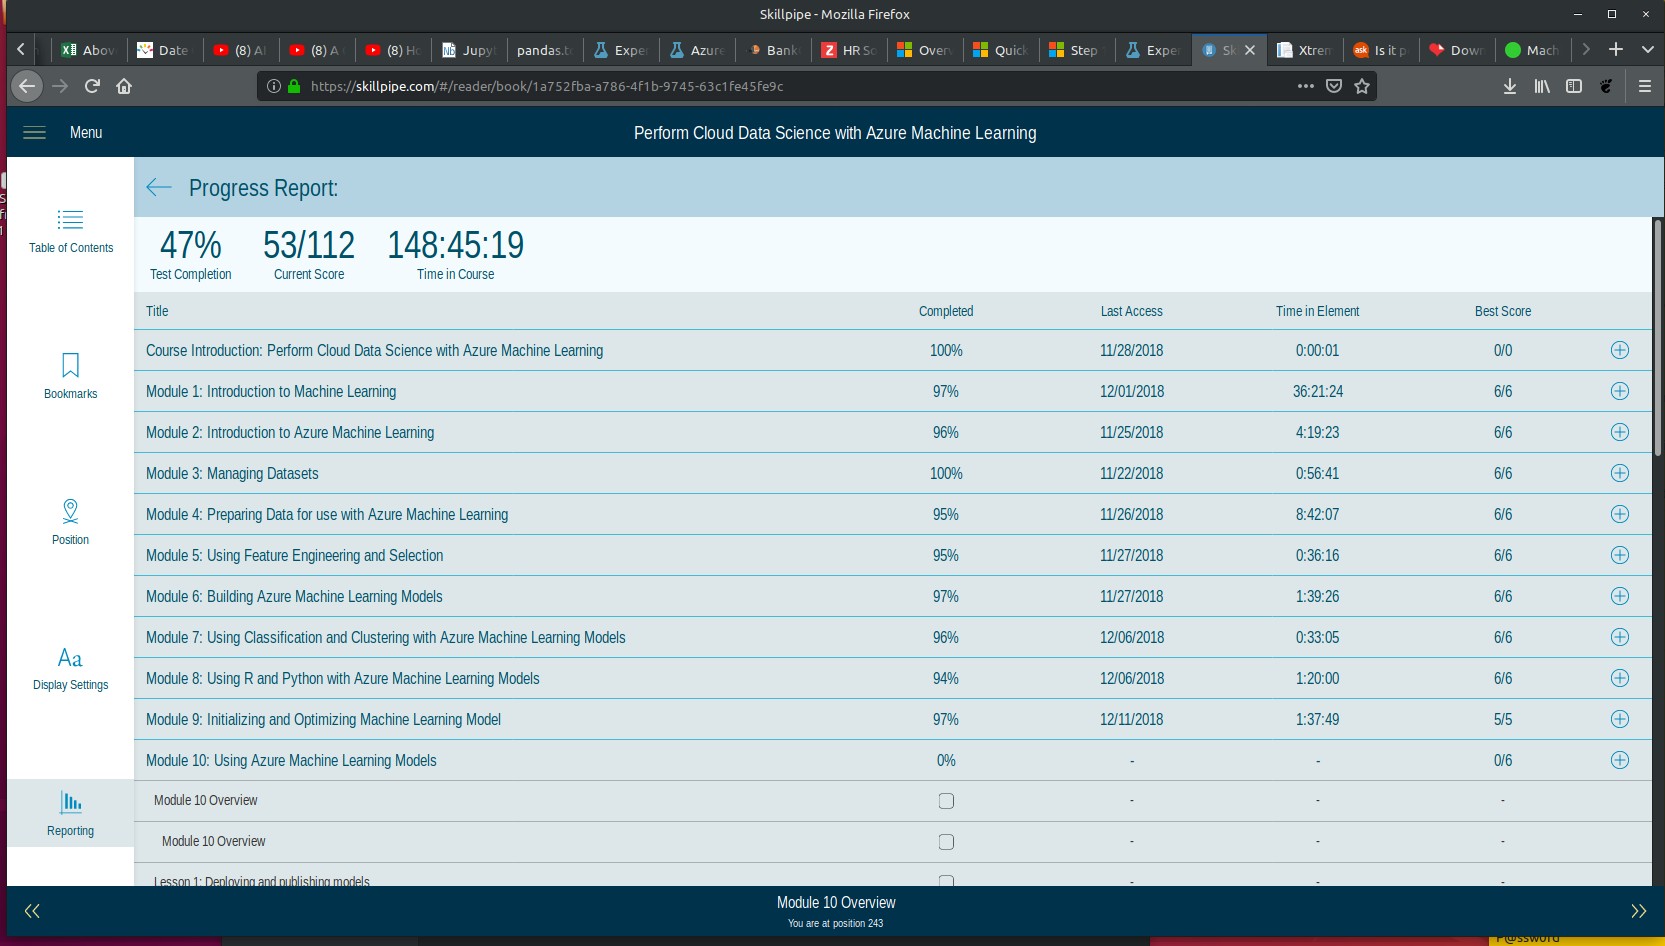 Skillpipe - Mozilla Firefox
Abov Date (8) A (8) A (8) Ho Jupyt pandas.to Exper Azure Bank HR So Over Quick Step Exper Sk Xtrem Is it p Down Mach
https://skillpipe.com/#/reader/book/1a752fba-a786-4f1b-9745-63c1fe45fe9c
Menu Perform Cloud Data Science with Azure Machine Learning
Progress Report:
Table of Contents
Bookmarks
Position
Aa
Display Settings
Reporting
47% 53/112 148:45:19
Test Completion Current Score Time in Course
Title Completed Last Access Time in Element Best Score
Course Introduction: Perform Cloud Data Science with Azure Machine Learning 100% 11/28/2018 0:00:01 0/0
Module 1: Introduction to Machine Learning 97% 12/01/2018 36:21:24 6/6
Module 2: Introduction to Azure Machine Learning 96% 11/25/2018 4:19:23 6/6
Module 3: Managing Datasets 100% 11/22/2018 0:56:41 6/6
Module 4: Preparing Data for use with Azure Machine Learning 95% 11/26/2018 8:42:07 6/6
Module 5: Using Feature Engineering and Selection 95% 11/27/2018 0:36:16 6/6
Module 6: Building Azure Machine Learning Models 97% 11/27/2018 1:39:26 6/6
Module 7: Using Classification and Clustering with Azure Machine Learning Models 96% 12/06/2018 0:33:05 6/6
Module 8: Using R and Python with Azure Machine Learning Models 94% 12/06/2018 1:20:00 6/6
Module 9: Initializing and Optimizing Machine Learning Model 97% 12/11/2018 1:37:49 5/5
Module 10: Using Azure Machine Learning Models 0% - - 0/6
Module 10 Overview - - -
Module 10 Overview - - -
Lesson 1: Deploying and publishing models - - -
Module 10 Overview
You are at position 243
P@ssword